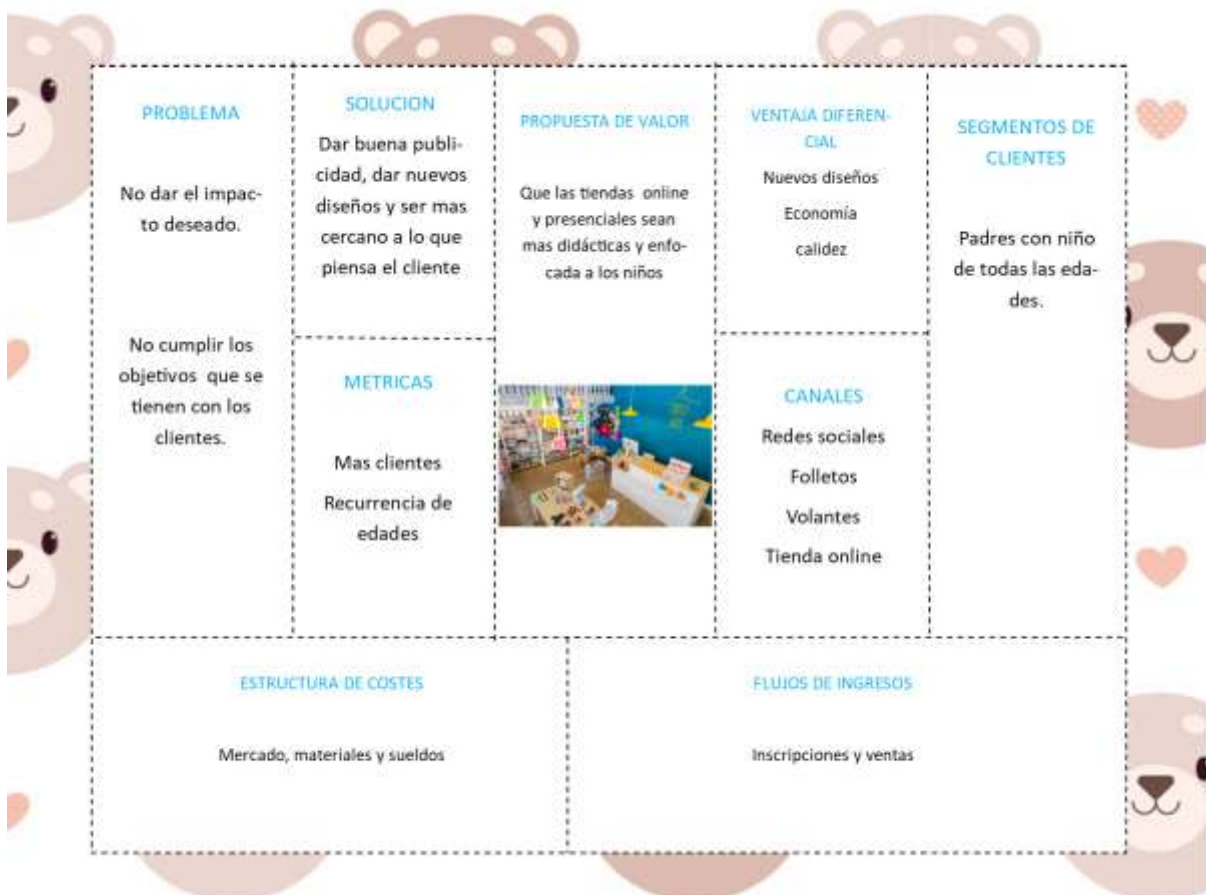 PROBLEMA
No dar el impac-
to deseado.
No cumplir los
objetivos que se
tienen con los
clientes.
SOLUCION
Dar buena publi-
cidad, dar nuevos
diseños y ser mas
cercano a lo que
piensa el cliente
METRICAS
Mas clientes
Recurrencia de
edades
PROPUESTA DE VALOR
Que las tiendas online
y presenciales sean
mas didácticas y enfo-
cada a los niños
VENTAJA DIFEREN-
CIAL
Nuevos diseños
Economía
calidez
CANALES
Redes sociales
Folletos
Volantes
Tienda online
SEGMENTOS DE
CLIENTES
Padres con niño
de todas las eda-
des.
ESTRUCTURA DE COSTES
Mercado, materiales y sueldos
FLUJOS DE INGRESOS
Inscripciones y ventas